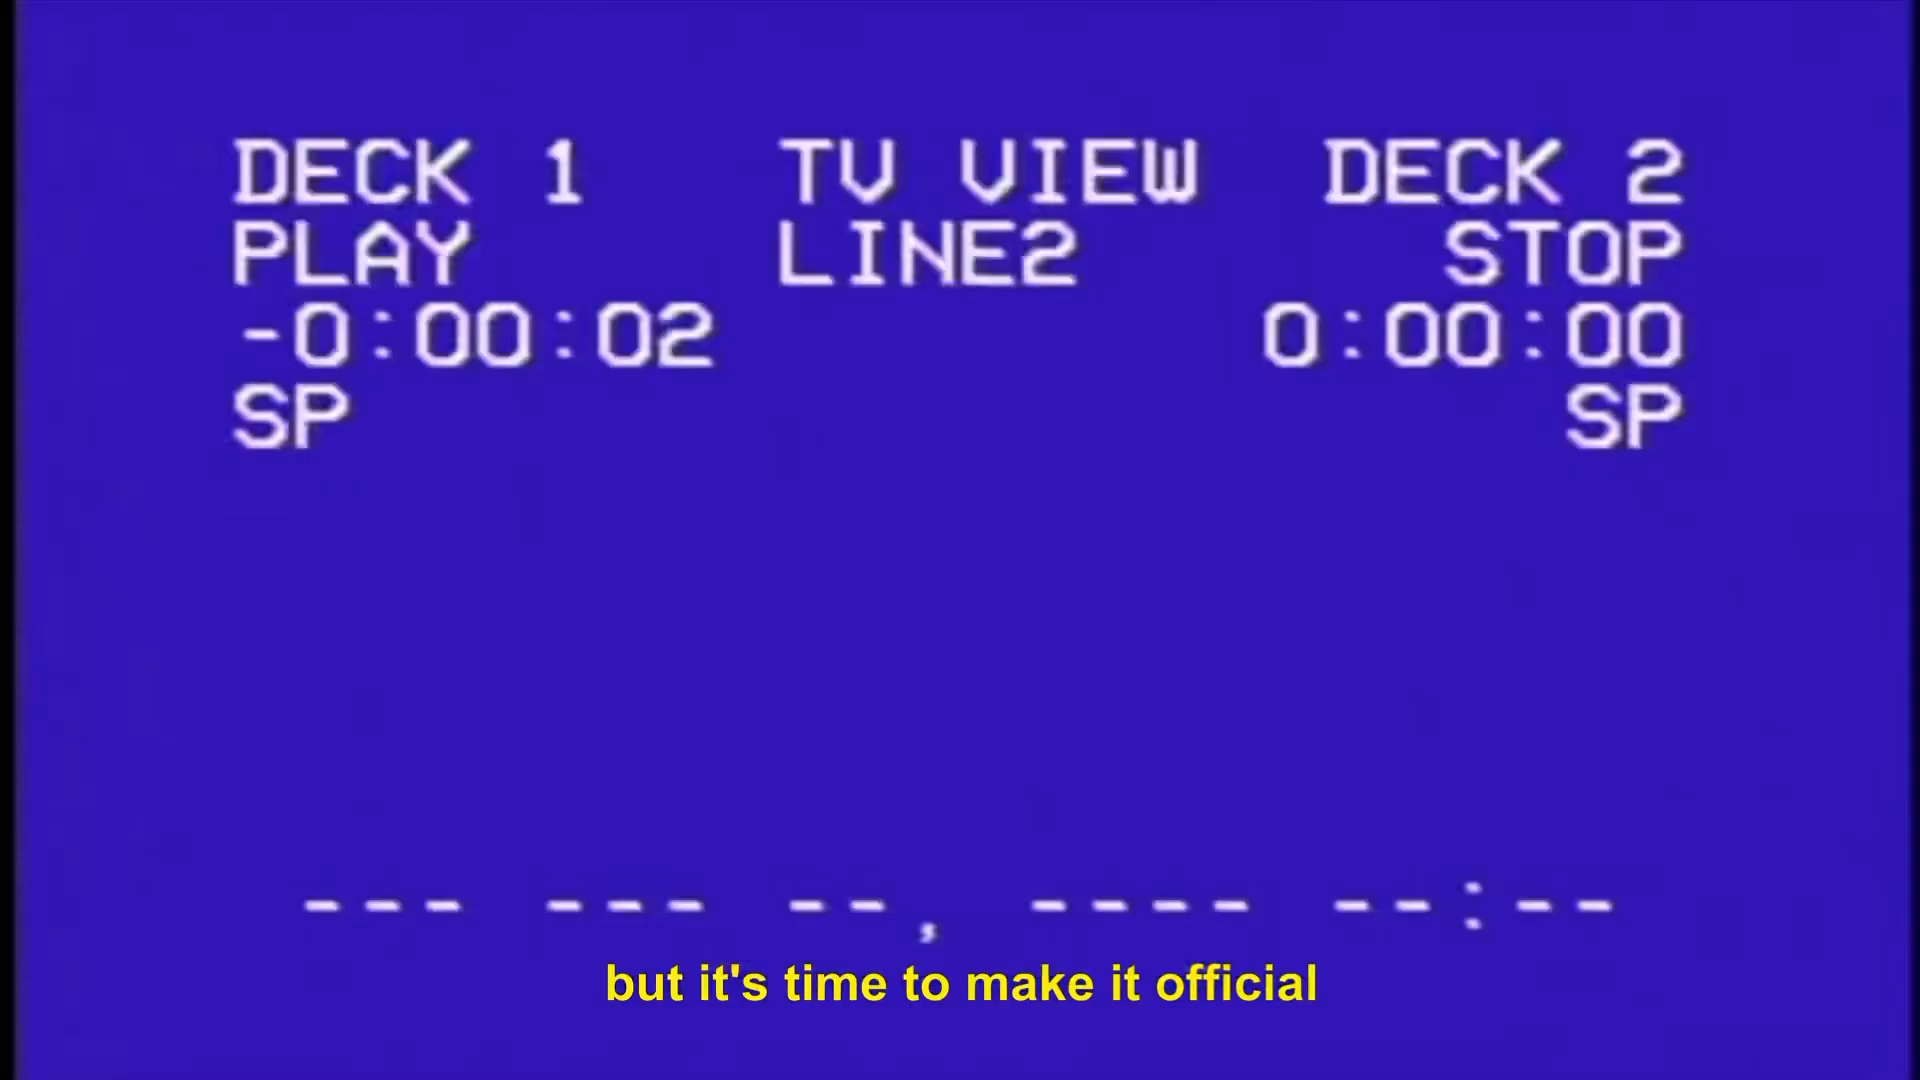 DECK 1 TV VIEW DECK 2
PLAY LINE2 STOP
-0:00:02 0:00:00
SP SP
--- --- --, ---- --:--
but it's time to make it official